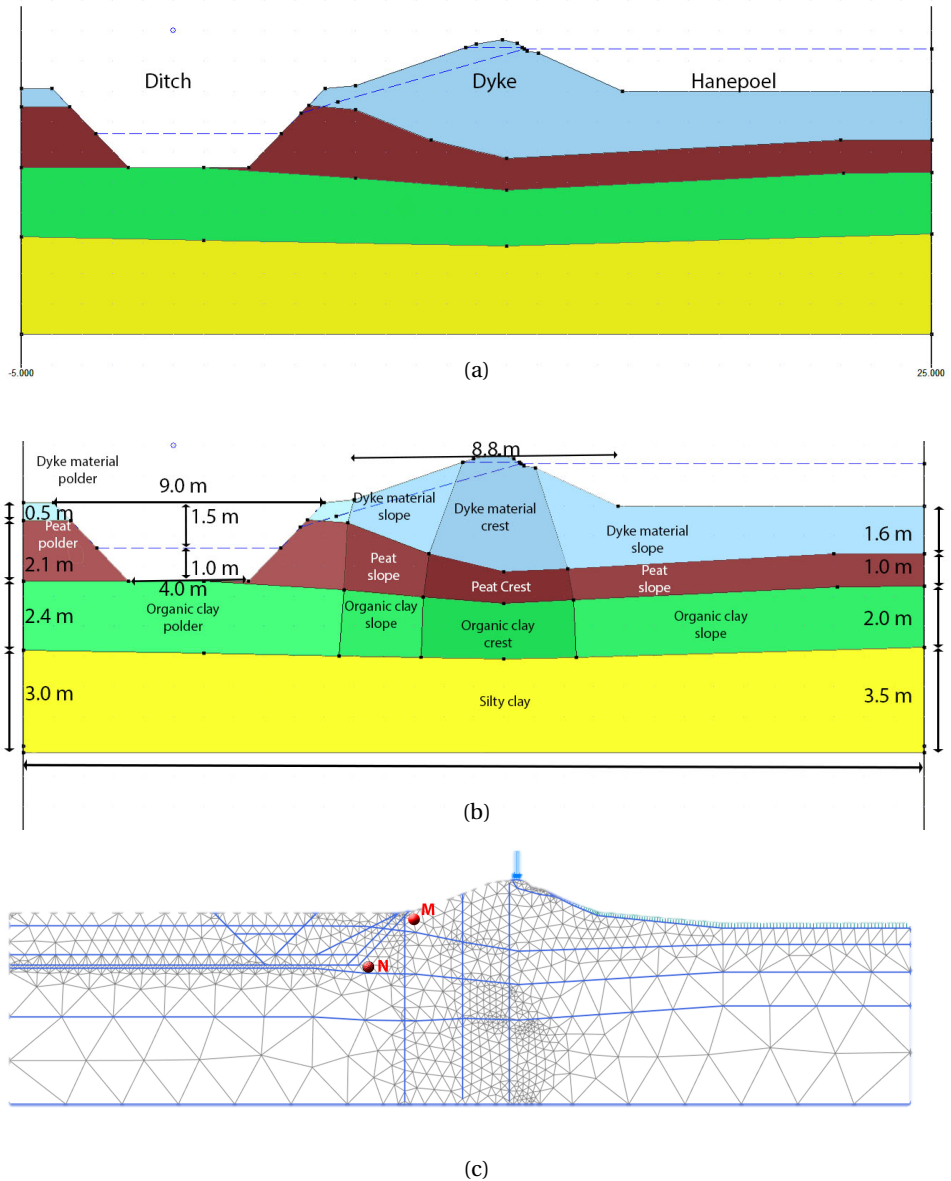 Ditch
Dyke
Hanepoel
-5.000
25.000
(a)
Dyke material
polder
8.8 m
9.0 m
0.5 m
1.5 m
Dyke material
slope
Dyke material
crest
Dyke material
slope
1.6 m
Peat
polder
2.1 m
1.0 m
4.0 m
Peat
slope
Peat Crest
Peat
slope
1.0 m
2.4 m
Organic clay
polder
Organic clay
slope
Organic clay
crest
Organic clay
slope
2.0 m
3.0 m
Silty clay
3.5 m
(b)
M
N
(c)